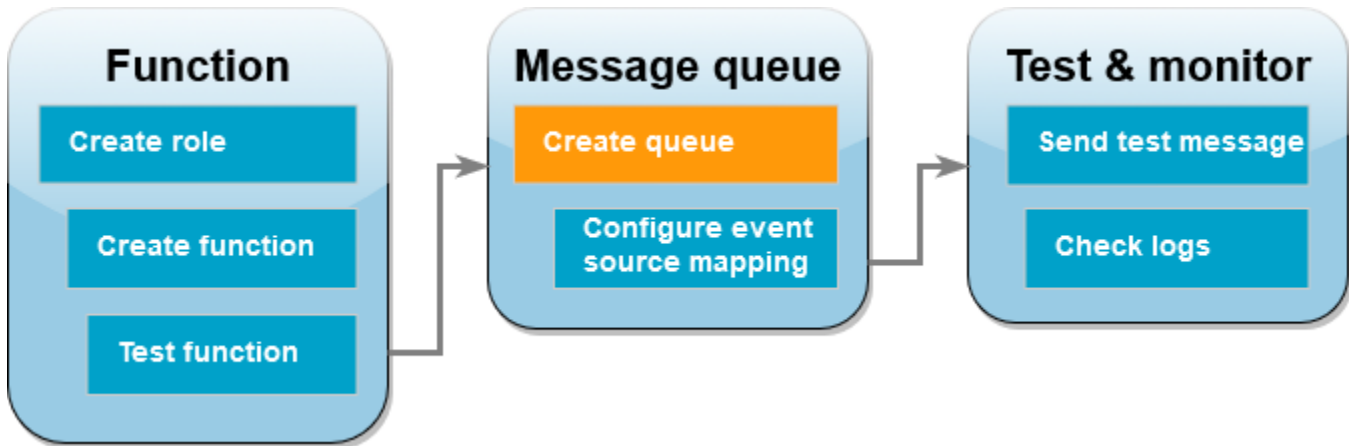 Function
Create role
Create function
Test function
Message queue
Create queue
Configure event
source mapping
Test & monitor
Send test message
Check logs